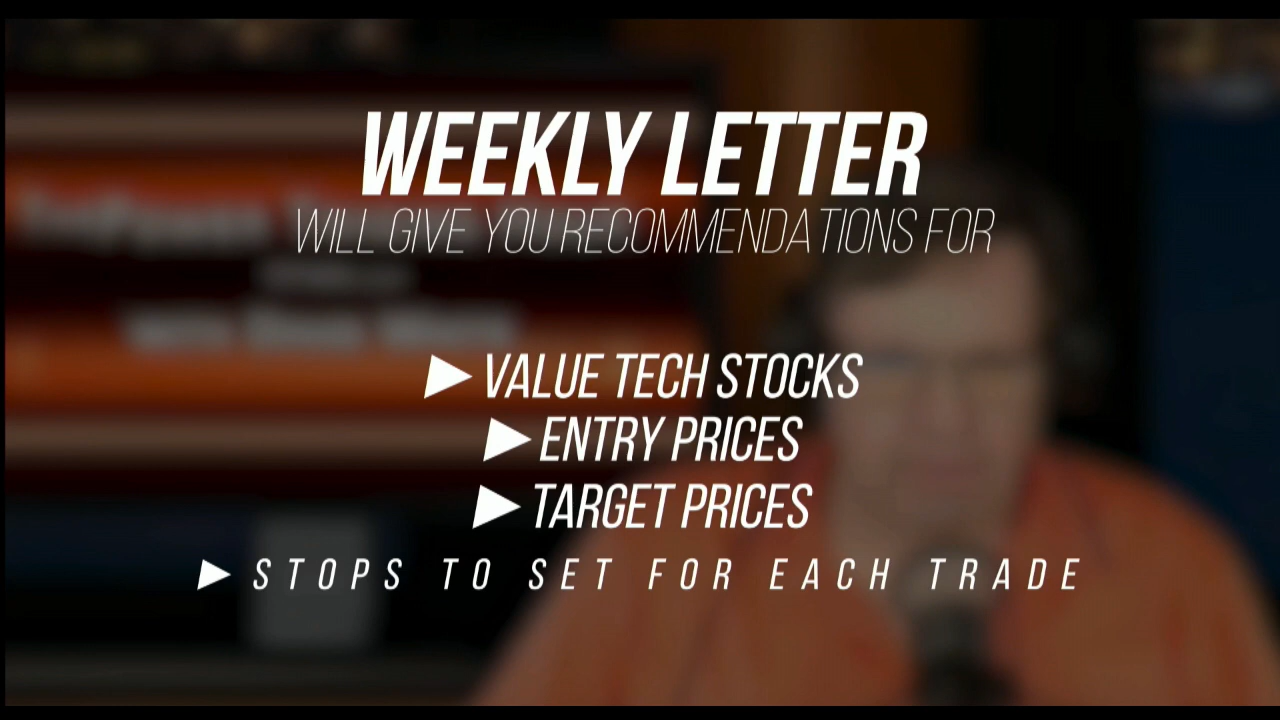 WEEKLY LETTER
WILL GIVE YOU RECOMMENDATIONS FOR
▶ VALUE TECH STOCKS
▶ ENTRY PRICES
▶ TARGET PRICES
▶ STOPS TO SET FOR EACH TRADE